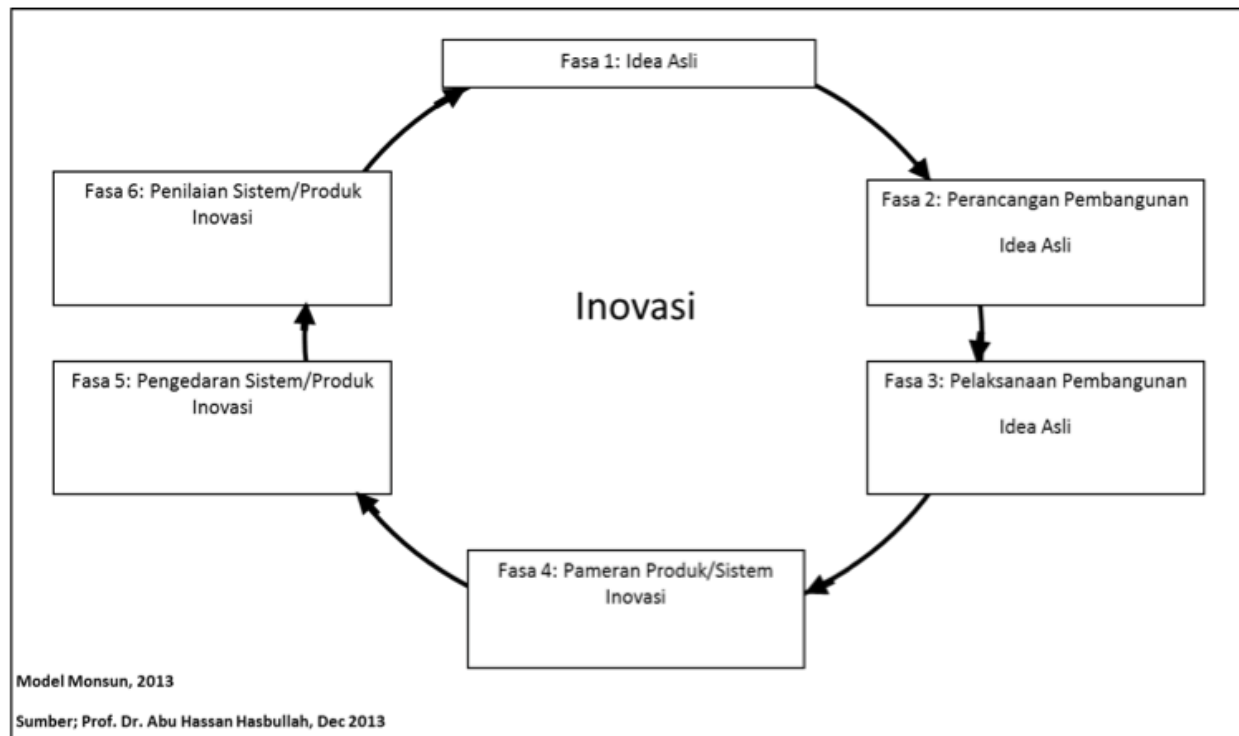 Fasa 1: Idea Asli
Fasa 2: Perancangan Pembangunan
Idea Asli
Fasa 3: Pelaksanaan Pembangunan
Idea Asli
Fasa 4: Pameran Produk/Sistem
Inovasi
Fasa 5: Pengedaran Sistem/Produk
Inovasi
Fasa 6: Penilaian Sistem/Produk
Inovasi
Inovasi
Model Monsun, 2013
Sumber; Prof. Dr. Abu Hassan Hasbullah, Dec 2013